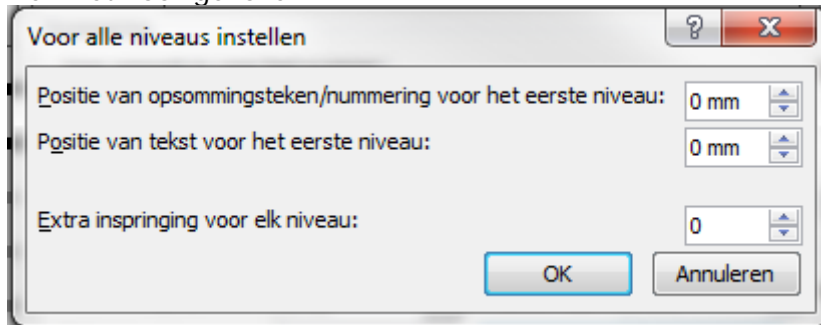 Voor alle niveaus instellen
Positie van opsommingsteken/nummering voor het eerste niveau: 0 mm
Positie van tekst voor het eerste niveau: 0 mm
Extra inspringing voor elk niveau: 0
OK Annuleren